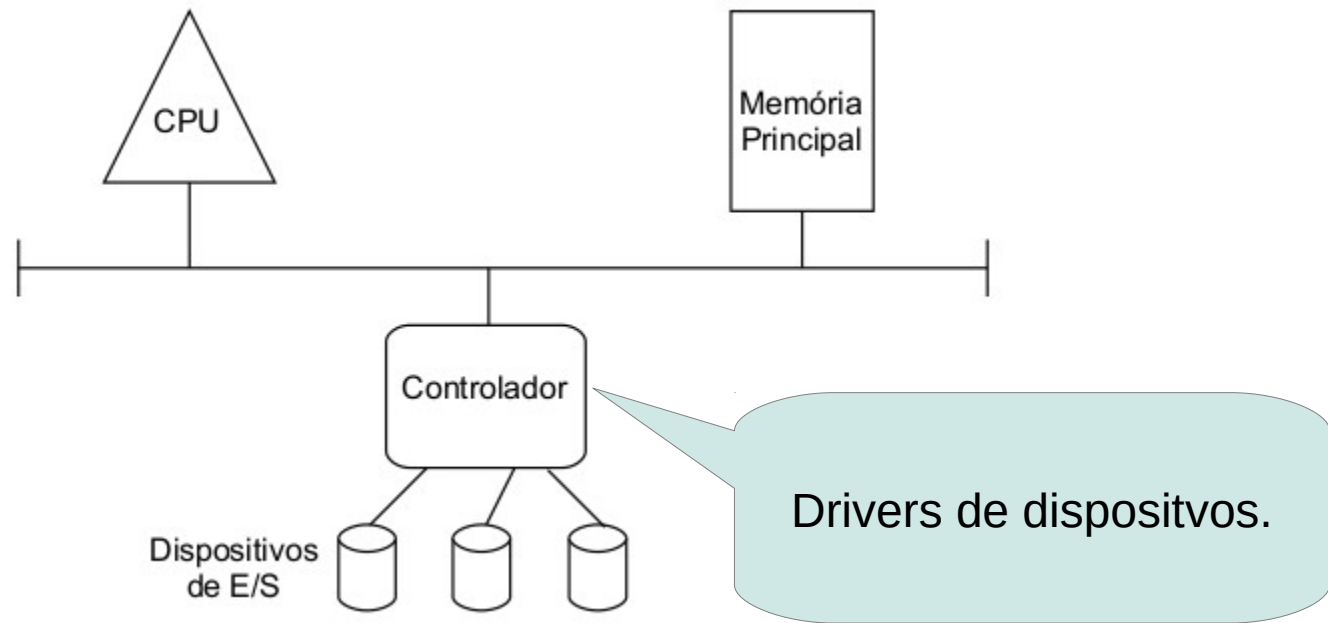 CPU
Memória
Principal
Controlador
Drivers de dispositvos.
Dispositivos
de E/S